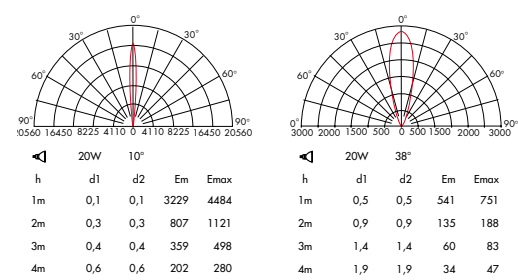 0°
30° 30°
60° 60°
90° 90°
20560 16450 8225 4110 0 4110 8225 16450 20560
20W 10°
h d1 d2 Em Emax
1m 0,1 0,1 3229 4484
2m 0,3 0,3 807 1121
3m 0,4 0,4 359 498
4m 0,6 0,6 202 280
0°
30° 30°
60° 60°
0° 90°
3000 2000 1500 500 0 500 1500 2000 3000
20W 38°
h d1 d2 Em Emax
1m 0,5 0,5 541 751
2m 0,9 0,9 135 188
3m 1,4 1,4 60 83
4m 1,9 1,9 34 47